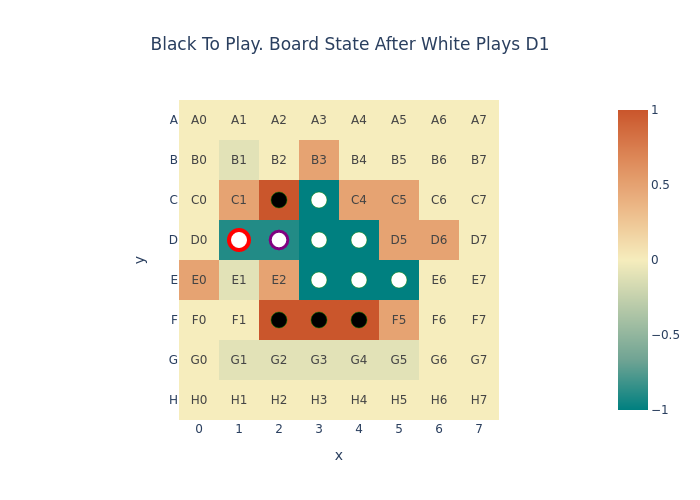 Black To Play. Board State After White Plays D1
A A0 A1 A2 A3 A4 A5 A6 A7
B B0 B1 B2 B3 B4 B5 B6 B7
C C0 C1 C4 C5 C6 C7
D D0 D5 D6 D7
E E0 E1 E2 E6 E7
F F0 F1 F5 F6 F7
G G0 G1 G2 G3 G4 G5 G6 G7
H H0 H1 H2 H3 H4 H5 H6 H7
0 1 2 3 4 5 6 7
x
y
1
0.5
0
−0.5
−1